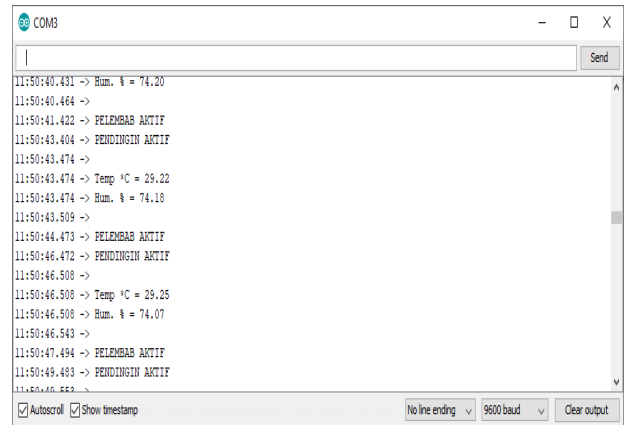 COM3
Send
11:50:40.431 -> Hum. % = 74.20
11:50:40.464 ->
11:50:41.422 -> PELEMBAB AKTIF
11:50:43.404 -> PENDINGIN AKTIF
11:50:43.474 ->
11:50:43.474 -> Temp *C = 29.22
11:50:43.474 -> Hum. % = 74.18
11:50:43.509 ->
11:50:44.473 -> PELEMBAB AKTIF
11:50:46.472 -> PENDINGIN AKTIF
11:50:46.508 ->
11:50:46.508 -> Temp *C = 29.25
11:50:46.508 -> Hum. % = 74.07
11:50:46.543 ->
11:50:47.494 -> PELEMBAB AKTIF
11:50:49.483 -> PENDINGIN AKTIF
11:50:49.553 ->
Autoscroll Show timestamp No line ending 9600 baud Clear output